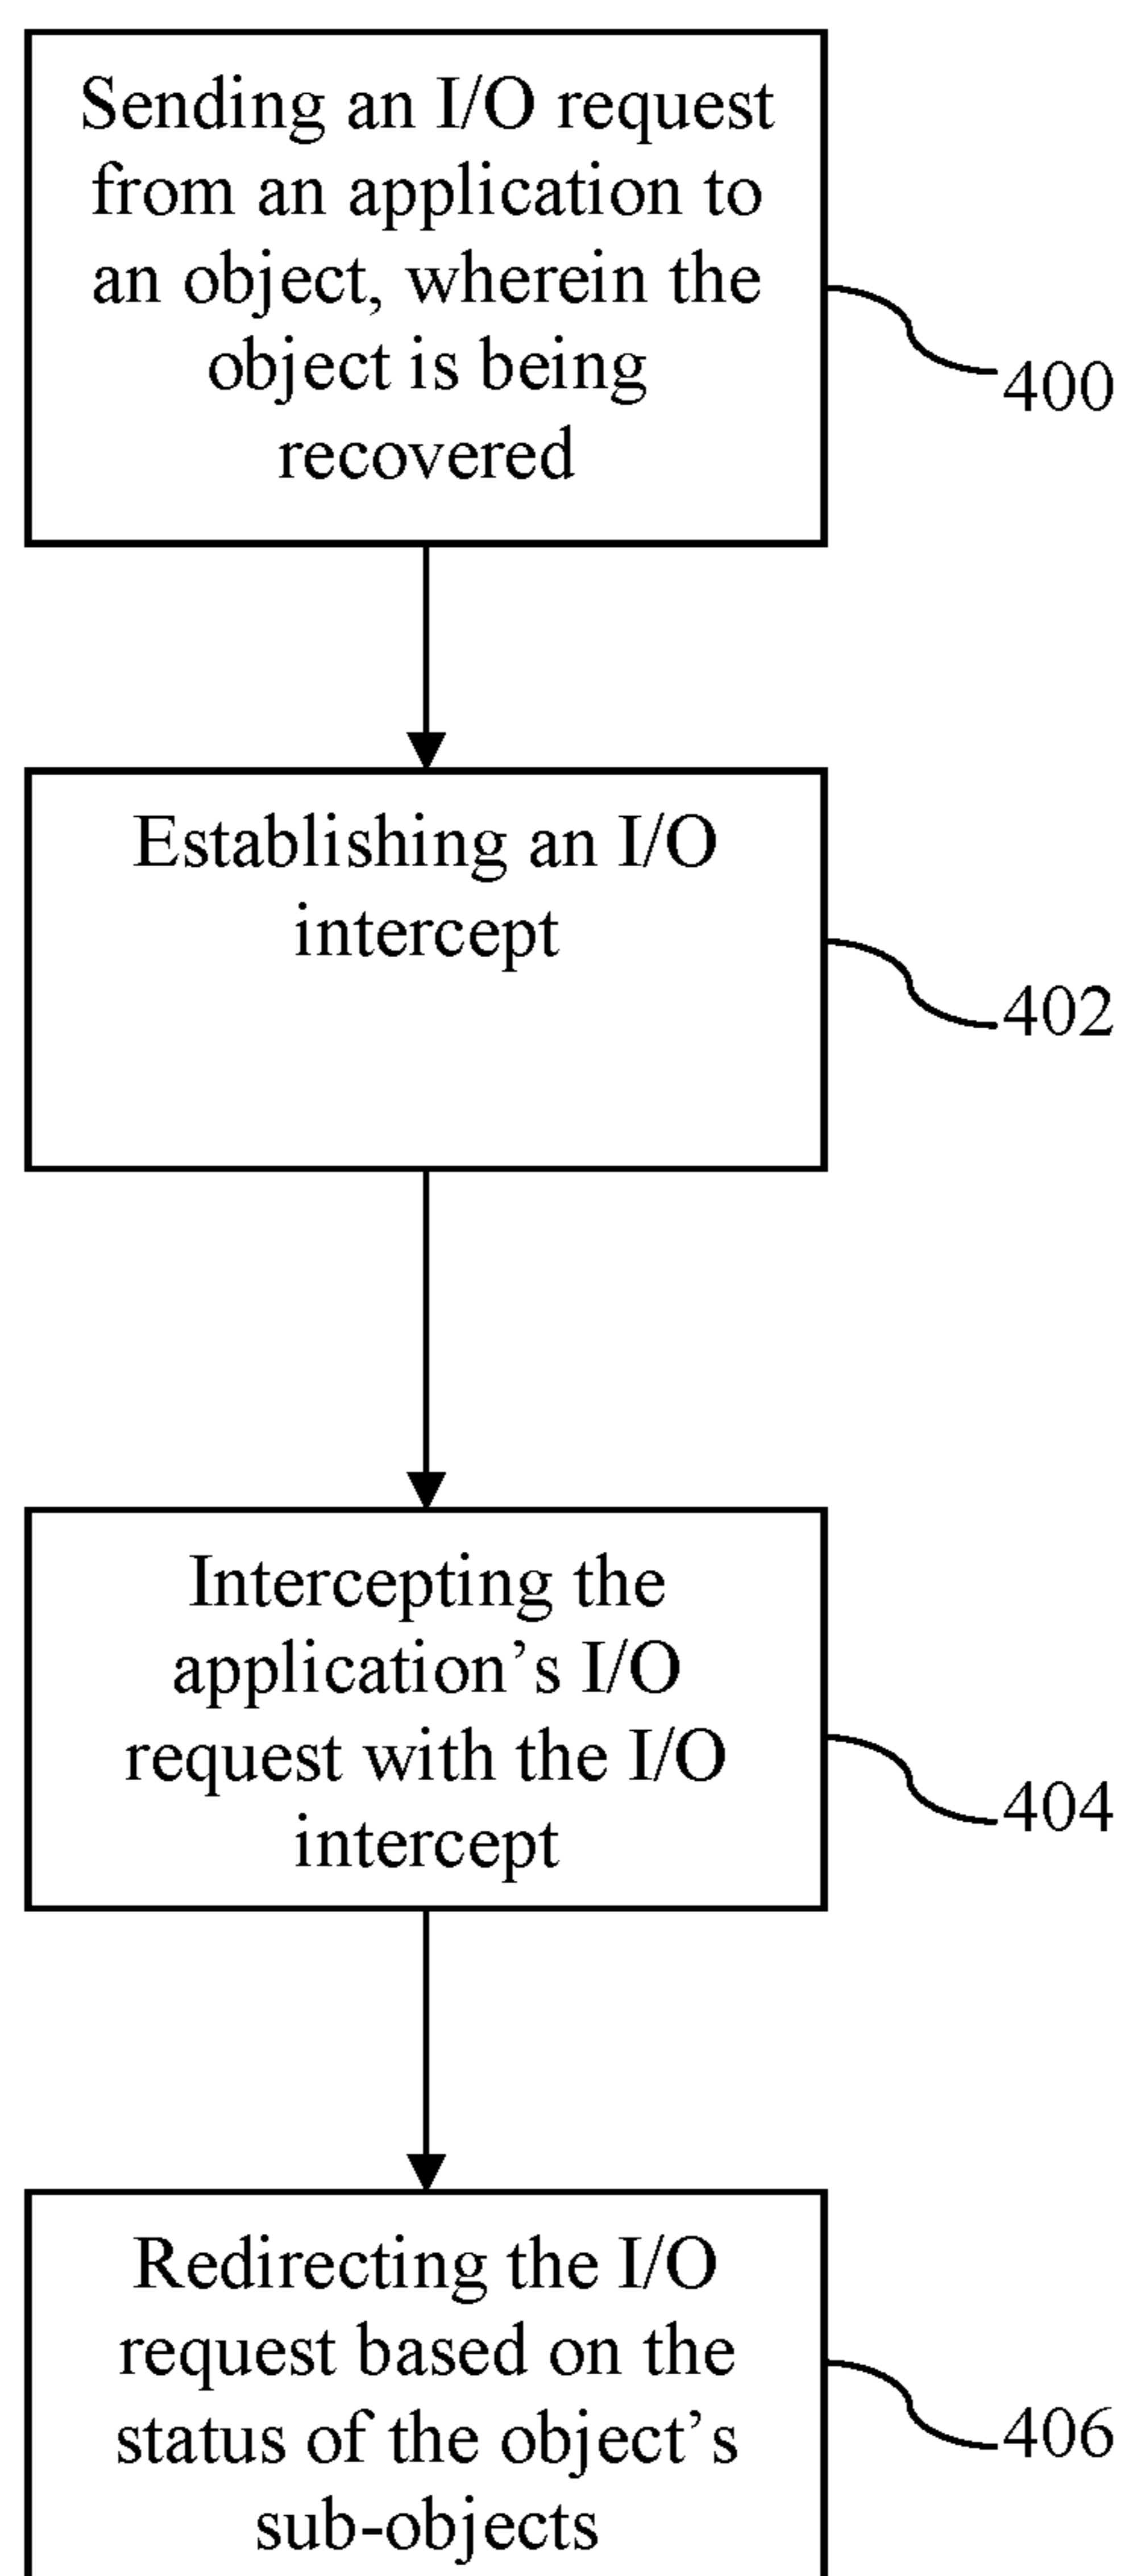 Sending an I/O request
from an application to
an object, wherein the
object is being
recovered
400
Establishing an I/O
intercept
402
Intercepting the
application’s I/O
request with the I/O
intercept
404
Redirecting the I/O
request based on the
status of the object’s
sub-objects
406